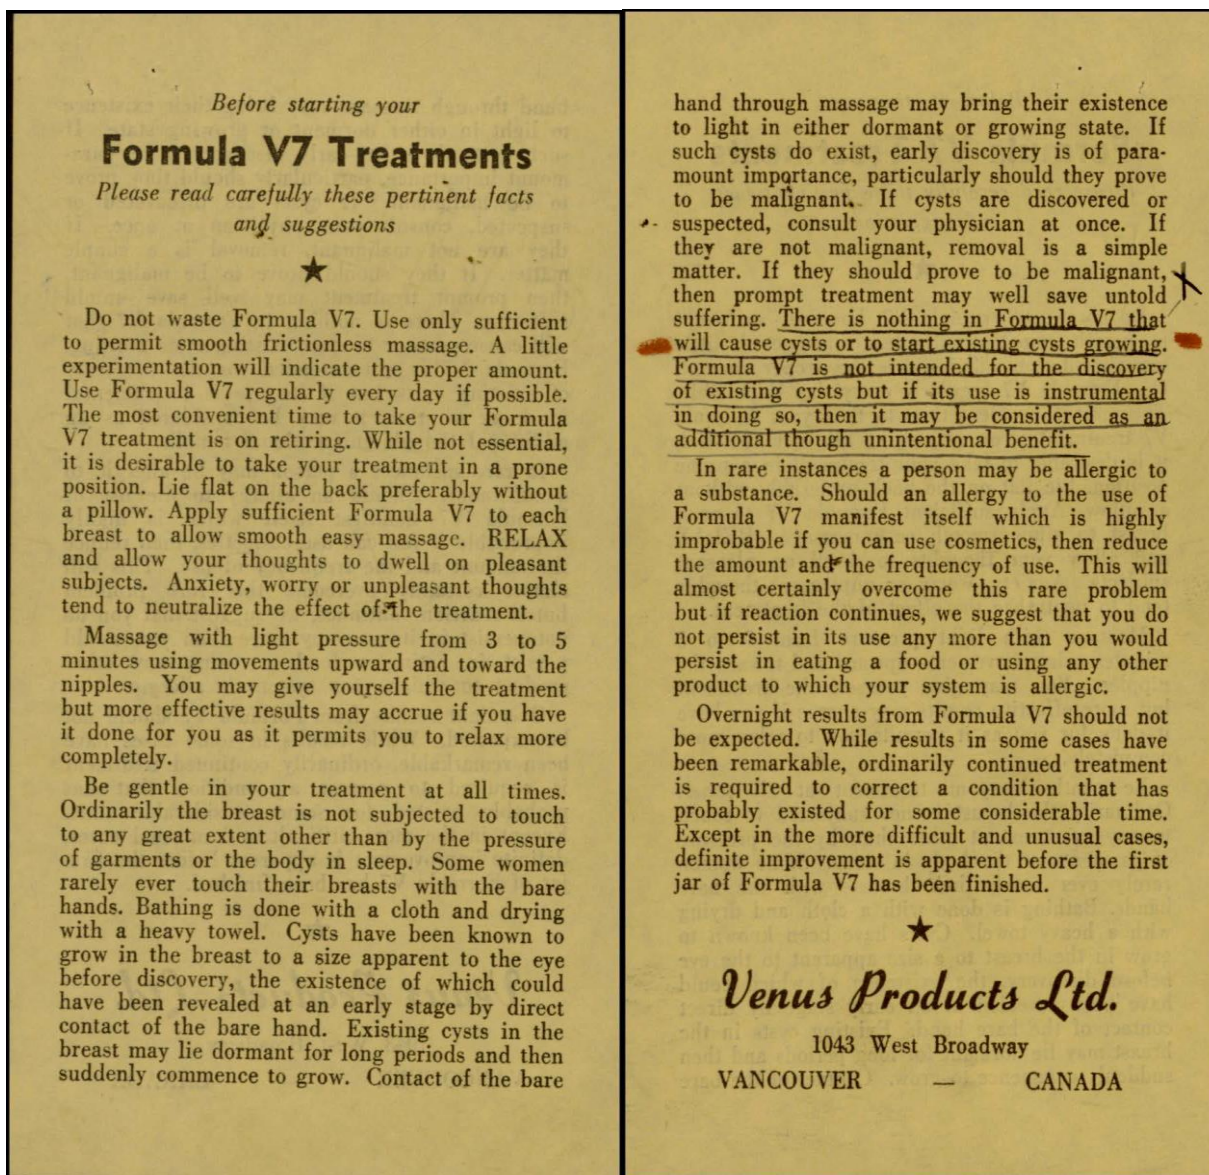 Before starting your
Formula V7 Treatments
Please read carefully these pertinent facts
and suggestions
Do not waste Formula V7. Use only sufficient
to permit smooth frictionless massage. A little
experimentation will indicate the proper amount.
Use Formula V7 regularly every day if possible.
The most convenient time to take your Formula
V7 treatment is on retiring. While not essential,
it is desirable to take your treatment in a prone
position. Lie flat on the back preferably without
a pillow. Apply sufficient Formula V7 to each
breast to allow smooth easy massage. RELAX
and allow your thoughts to dwell on pleasant
subjects. Anxiety, worry or unpleasant thoughts
tend to neutralize the effect of the treatment.
Massage with light pressure from 3 to 5
minutes using movements upward and toward the
nipples. You may give yourself the treatment
but more effective results may accrue if you have
it done for you as it permits you to relax more
completely.
Be gentle in your treatment at all times.
Ordinarily the breast is not subjected to touch
to any great extent other than by the pressure
of garments or the body in sleep. Some women
rarely ever touch their breasts with the bare
hands. Bathing is done with a cloth and drying
with a heavy towel. Cysts have been known to
grow in the breast to a size apparent to the eye
before discovery, the existence of which could
have been revealed at an early stage by direct
contact of the bare hand. Existing cysts in the
breast may lie dormant for long periods and then
suddenly commence to grow. Contact of the bare
hand through massage may bring their existence
to light in either dormant or growing state. If
such cysts do exist, early discovery is of para-
mount importance, particularly should they prove
to be malignant. If cysts are discovered or
suspected, consult your physician at once. If
they are not malignant, removal is a simple
matter. If they should prove to be malignant,
then prompt treatment may well save untold
suffering. There is nothing in Formula V7 that
will cause cysts or to start existing cysts growing.
Formula V7 is not intended for the discovery
of existing cysts but if its use is instrumental
in doing so, then it may be considered as an
additional though unintentional benefit.
In rare instances a person may be allergic to
a substance. Should an allergy to the use of
Formula V7 manifest itself which is highly
improbable if you can use cosmetics, then reduce
the amount and the frequency of use. This will
almost certainly overcome this rare problem
but if reaction continues, we suggest that you do
not persist in its use any more than you would
persist in eating a food or using any other
product to which your system is allergic.
Overnight results from Formula V7 should not
be expected. While results in some cases have
been remarkable, ordinarily continued treatment
is required to correct a condition that has
probably existed for some considerable time.
Except in the more difficult and unusual cases,
definite improvement is apparent before the first
jar of Formula V7 has been finished.
Venus Products Ltd.
1043 West Broadway
VANCOUVER — CANADA